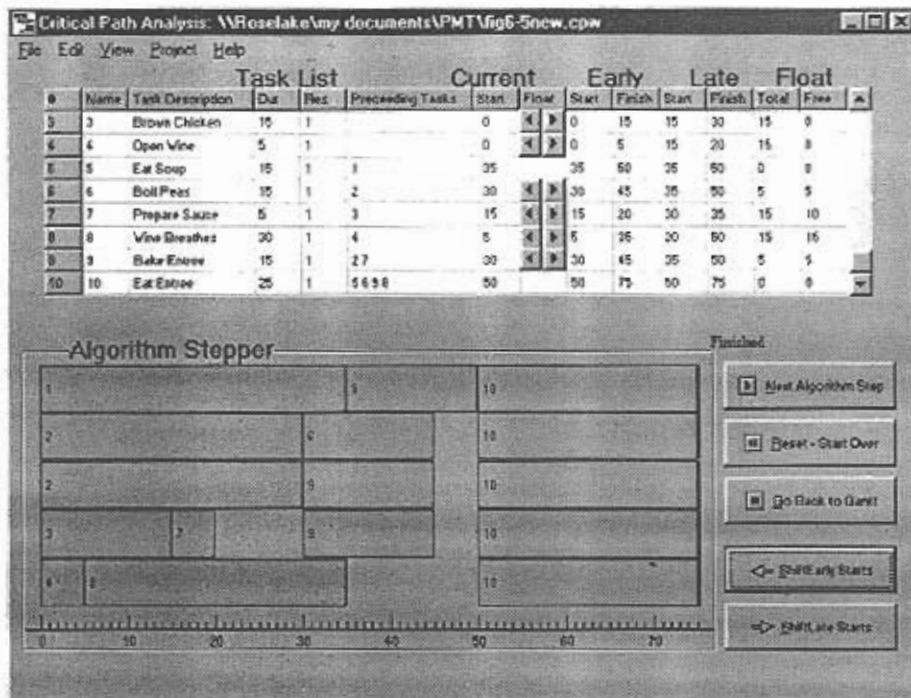 Critical Path Analysis: \\Roselake\my documents\PMT\fig6-5new.cpw
File Edit View Project Help
Task List Current Early Late Float
# Name Task Description Dur Res Preceeding Tasks Start Float Start Finish Start Finish Total Free
3 3 Brown Chicken 15 1 0 0 15 15 30 15 0
4 4 Open Wine 5 1 0 0 5 15 20 15 0
5 5 Eat Soup 15 1 1 35 35 50 35 50 0 0
6 6 Boil Peas 15 1 2 30 30 45 35 50 5 5
7 7 Prepare Sauce 5 1 3 15 15 20 30 35 15 10
8 8 Wine Breathes 30 1 4 5 5 35 20 50 15 15
9 9 Bake Entree 15 1 2 7 30 30 45 35 50 5 5
10 10 Eat Entree 25 1 5 6 9 8 50 50 75 50 75 0 0
Algorithm Stepper
Finished
1 5 10
2 6 10
2 9 10
3 7 9 10
4 8 10
0 10 20 30 40 50 60 70
Next Algorithm Step
Reset - Start Over
Go Back to Gantt
Shift Early Starts
Shift Late Starts